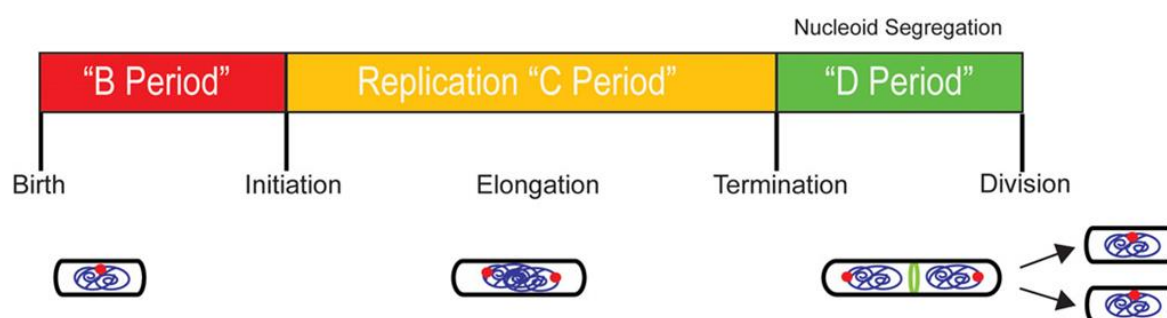 Nucleoid Segregation
“B Period” Replication “C Period” “D Period”
Birth Initiation Elongation Termination Division